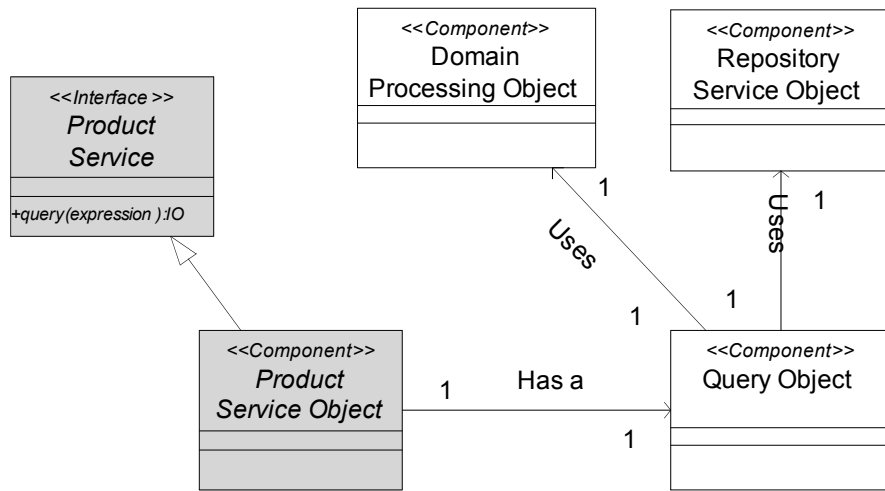 <<Component>>
Domain
Processing Object
<<Component>>
Repository
Service Object
<<Interface >>
Product
Service
+query(expression ):IO
1
Uses
1
1
Uses
1
<<Component>>
Product
Service Object
1
Has a
1
<<Component>>
Query Object